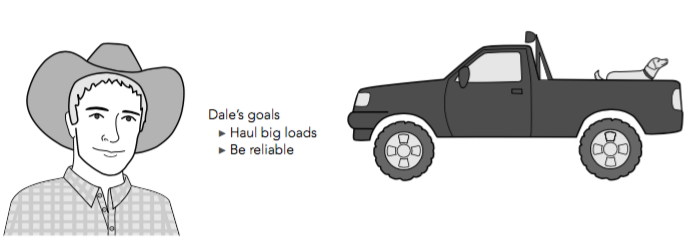 Dale's goals
▸ Haul big loads
▸ Be reliable